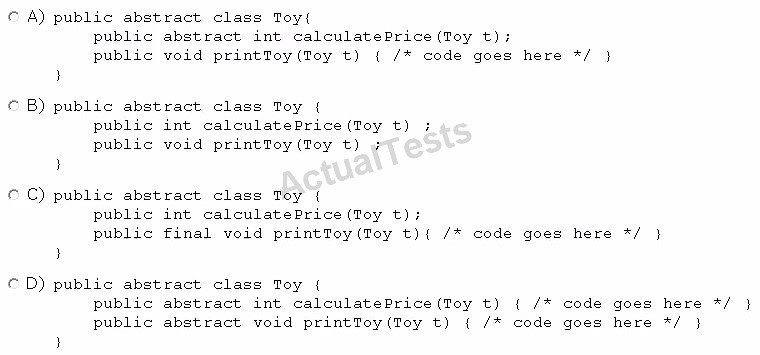 A) public abstract class Toy{
public abstract int calculatePrice(Toy t);
public void printToy(Toy t) { /* code goes here */ }
}
B) public abstract class Toy {
public int calculatePrice(Toy t) ;
public void printToy(Toy t) ;
}
C) public abstract class Toy {
public int calculatePrice(Toy t);
public final void printToy(Toy t){ /* code goes here */ }
}
D) public abstract class Toy {
public abstract int calculatePrice(Toy t) { /* code goes here */ }
public abstract void printToy(Toy t) { /* code goes here */ }
}
ActualTests